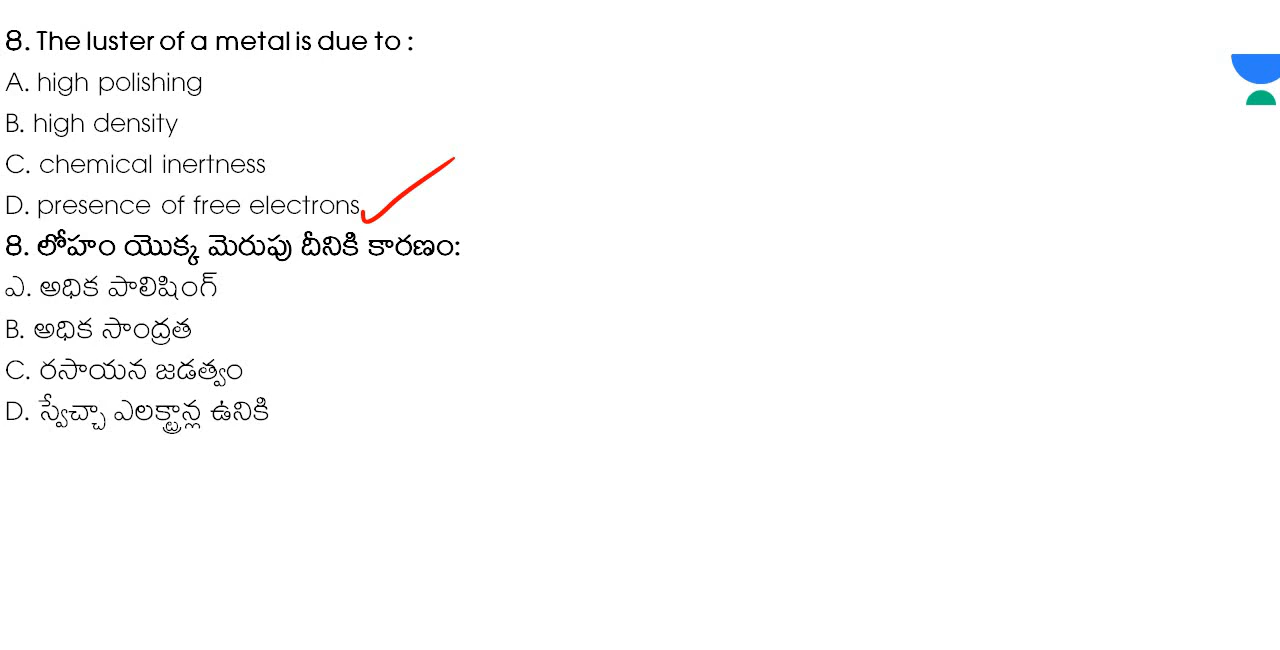 8. The luster of a metal is due to :
A. high polishing
B. high density
C. chemical inertness
D. presence of free electrons
8. లోహం యొక్క మెరుపు దీనికి కారణం:
ఎ. అధిక పాలిషింగ్
B. అధిక సాంద్రత
C. రసాయన జడత్వం
D. స్వేచ్చా ఎలక్ట్రాన్ల ఉనికి